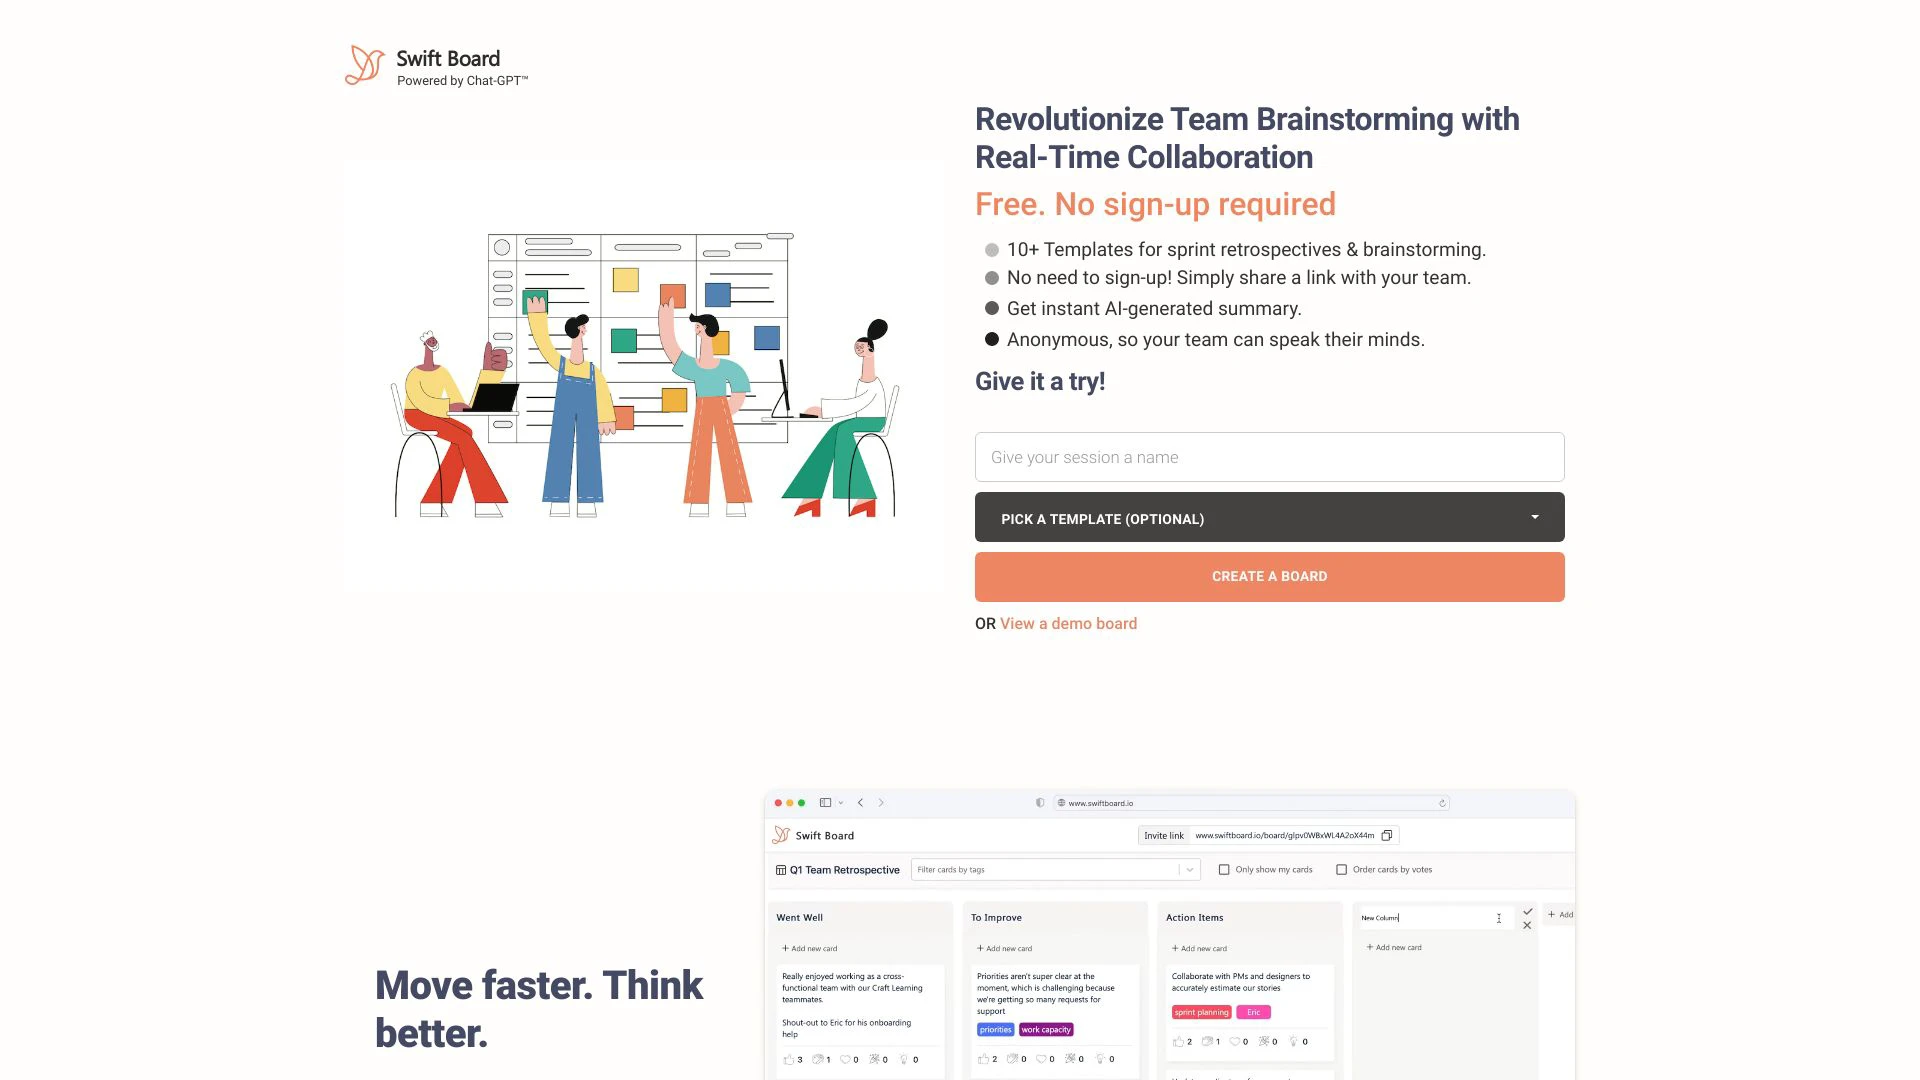 Swift Board
Powered by Chat-GPT™
Revolutionize Team Brainstorming with
Real-Time Collaboration
Free. No sign-up required
10+ Templates for sprint retrospectives & brainstorming.
No need to sign-up! Simply share a link with your team.
Get instant AI-generated summary.
Anonymous, so your team can speak their minds.
Give it a try!
Give your session a name
PICK A TEMPLATE (OPTIONAL)
CREATE A BOARD
OR View a demo board
Move faster. Think
better.
www.swiftboard.io
Swift Board
Invite link www.swiftboard.io/board/glpv0WBxWL4A2oX44m
Q1 Team Retrospective
Filter cards by tags
Only show my cards
Order cards by votes
Went Well
+ Add new card
Really enjoyed working as a cross-
functional team with our Craft Learning
teammates.
Shout-out to Eric for his onboarding
help
3 1 0 0 0
To Improve
+ Add new card
Priorities aren't super clear at the
moment, which is challenging because
we're getting so many requests for
support
priorities work capacity
2 0 0 0 0
Action Items
+ Add new card
Collaborate with PMs and designers to
accurately estimate our stories
sprint planning Eric
2 1 0 0 0
New Column
+ Add new card
+ Add